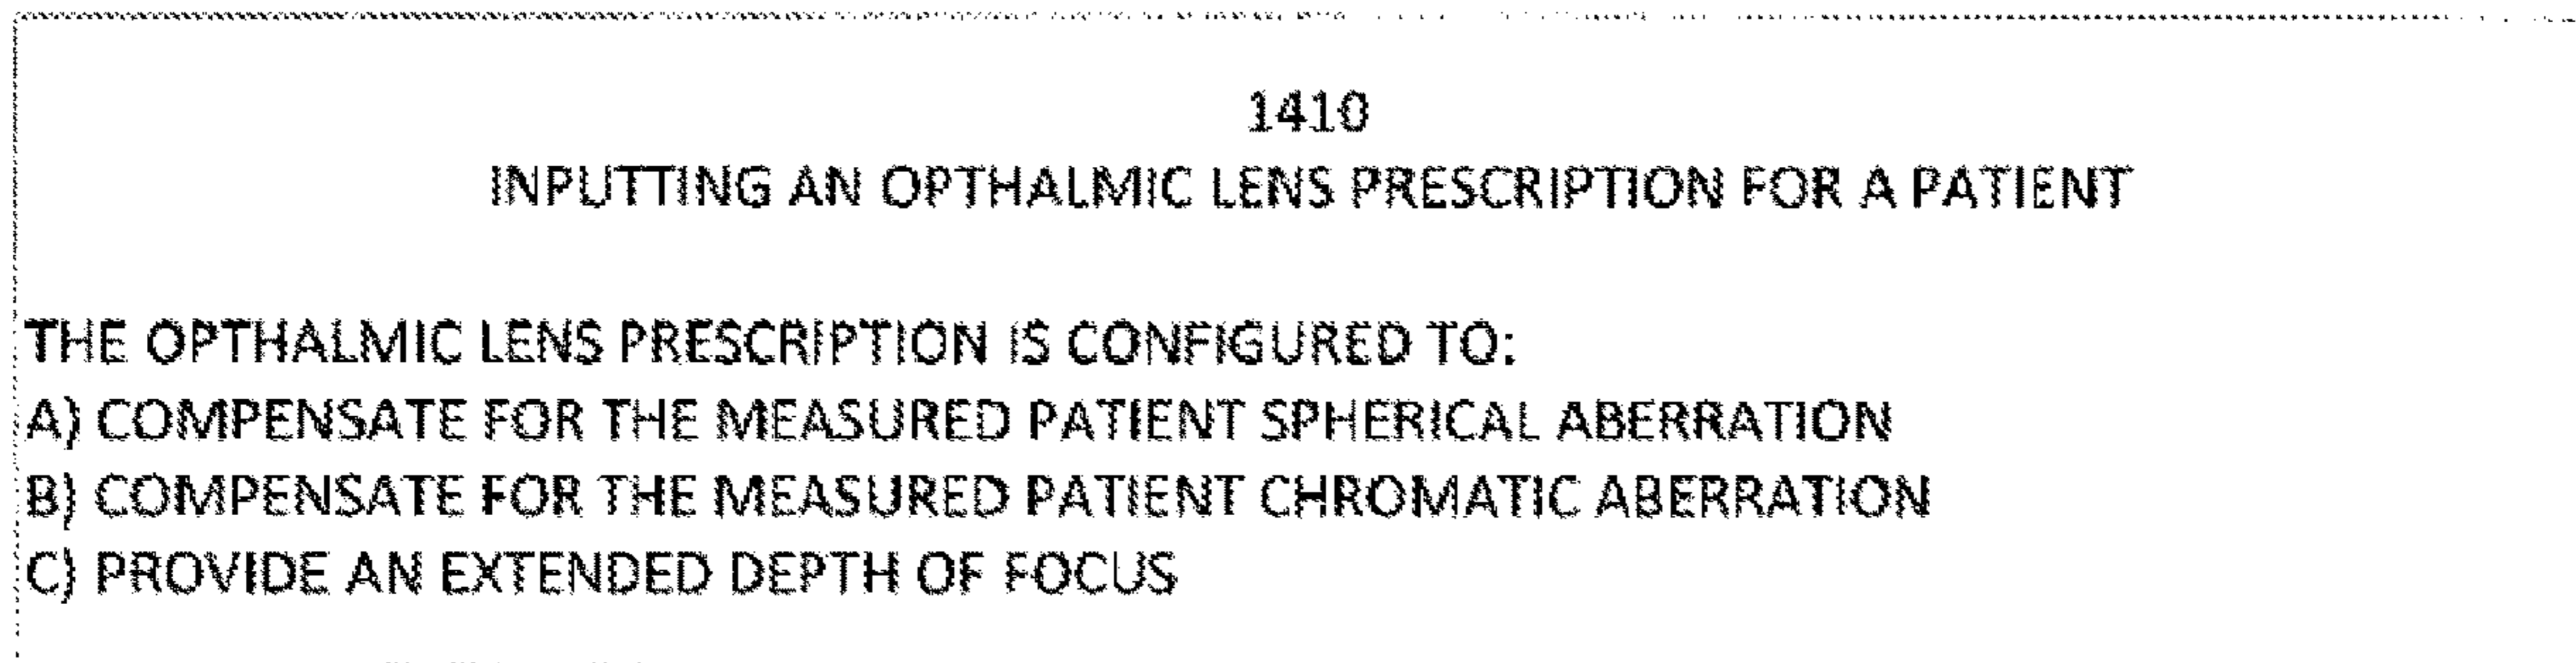 1410
INPUTTING AN OPTHALMIC LENS PRESCRIPTION FOR A PATIENT
THE OPTHALMIC LENS PRESCRIPTION IS CONFIGURED TO:
A) COMPENSATE FOR THE MEASURED PATIENT SPHERICAL ABERRATION
B) COMPENSATE FOR THE MEASURED PATIENT CHROMATIC ABERRATION
C) PROVIDE AN EXTENDED DEPTH OF FOCUS